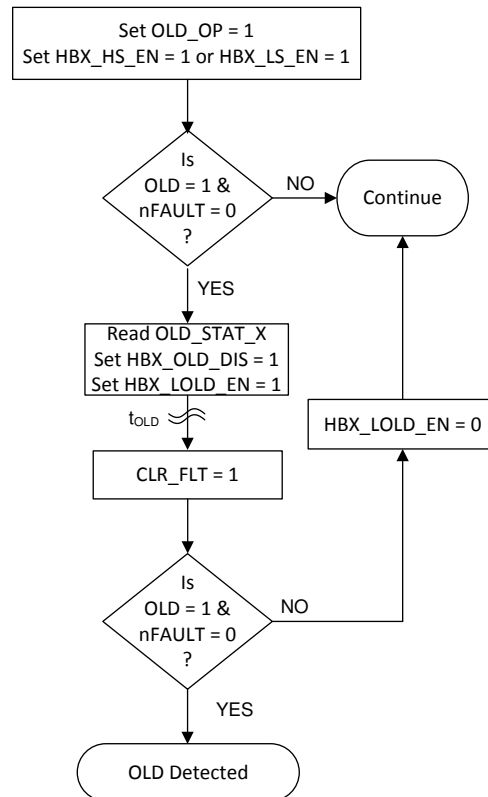 Set OLD_OP = 1
Set HBX_HS_EN = 1 or HBX_LS_EN = 1
Is
OLD = 1 &
nFAULT = 0
?
NO
Continue
YES
Read OLD_STAT_X
Set HBX_OLD_DIS = 1
Set HBX_LOLD_EN = 1
tOLD
HBX_LOLD_EN = 0
CLR_FLT = 1
Is
OLD = 1 &
nFAULT = 0
?
NO
YES
OLD Detected